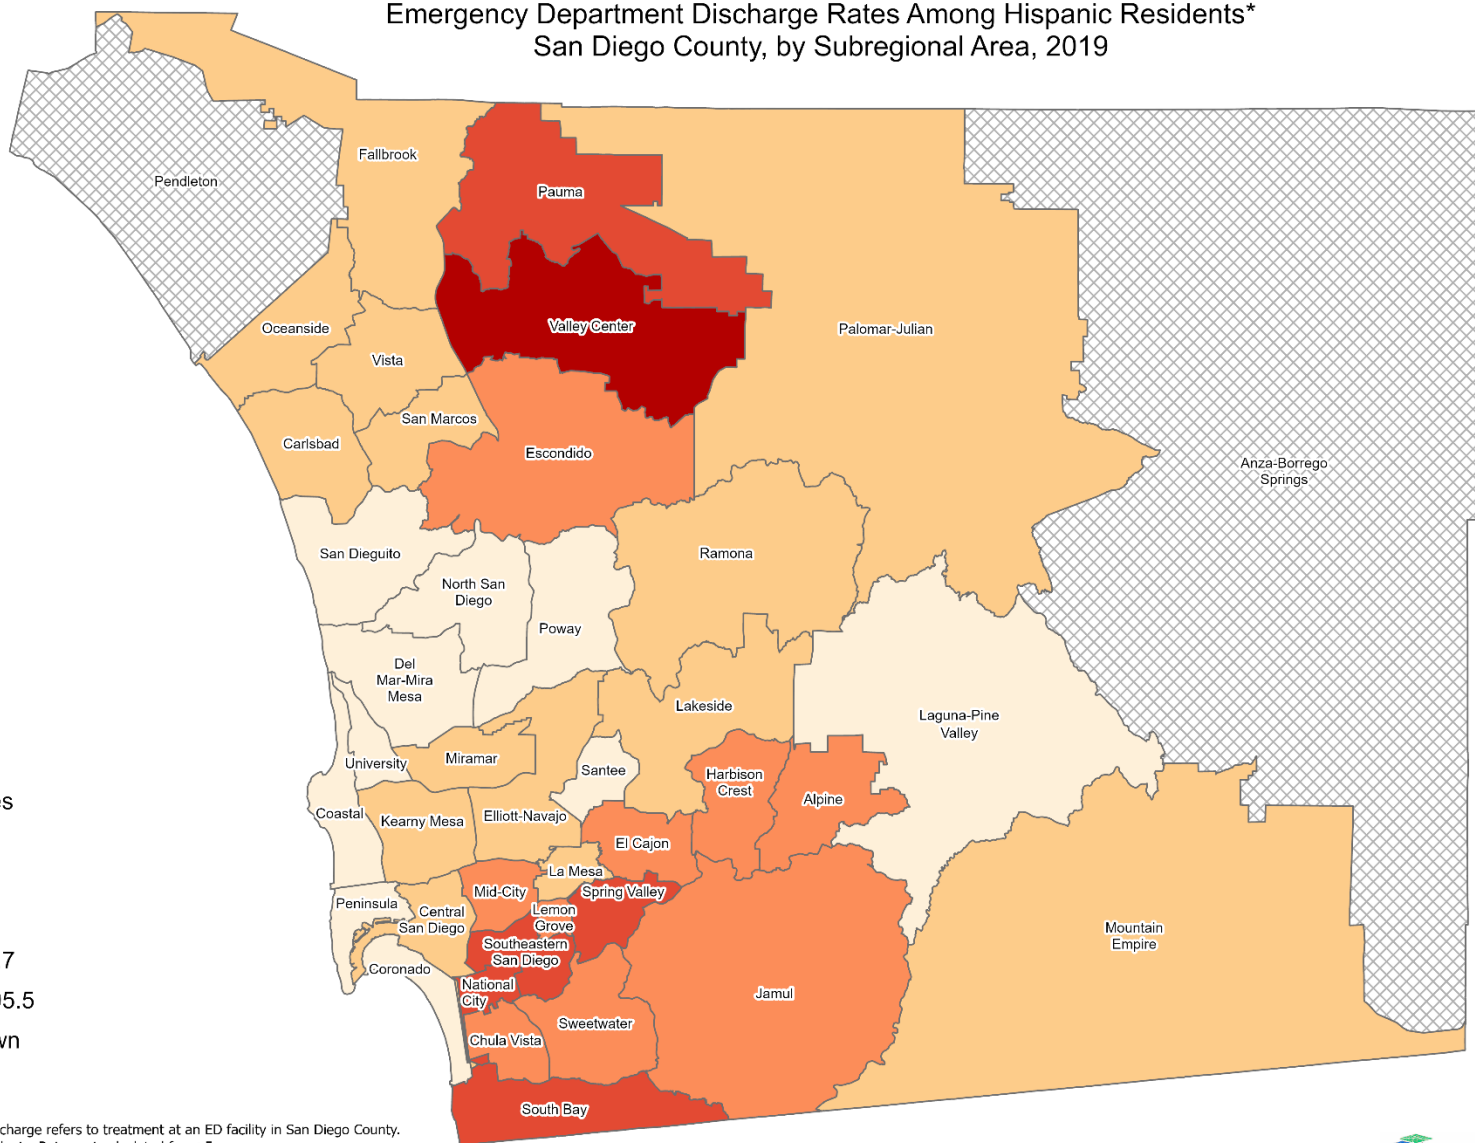 Emergency Department Discharge Rates Among Hispanic Residents*
San Diego County, by Subregional Area, 2019
Fallbrook
Pendleton
Pauma
Oceanside
Valley Center
Palomar-Julian
Vista
San Marcos
Carlsbad
Escondido
Anza-Borrego
Springs
San Dieguito
Ramona
North San
Diego
Poway
Del
Mar-Mira
Mesa
Lakeside
Laguna-Pine
Valley
University
Miramar
Santee
Harbison
Crest
Alpine
es
Coastal
Kearny Mesa
Elliott-Navajo
El Cajon
La Mesa
Mid-City
Spring Valley
Peninsula
Central
San Diego
Lemon
Grove
Southeastern
San Diego
Mountain
Empire
7
Coronado
National
City
Jamul
5.5
Sweetwater
Chula Vista
wn
South Bay
charge refers to treatment at an ED facility in San Diego County.